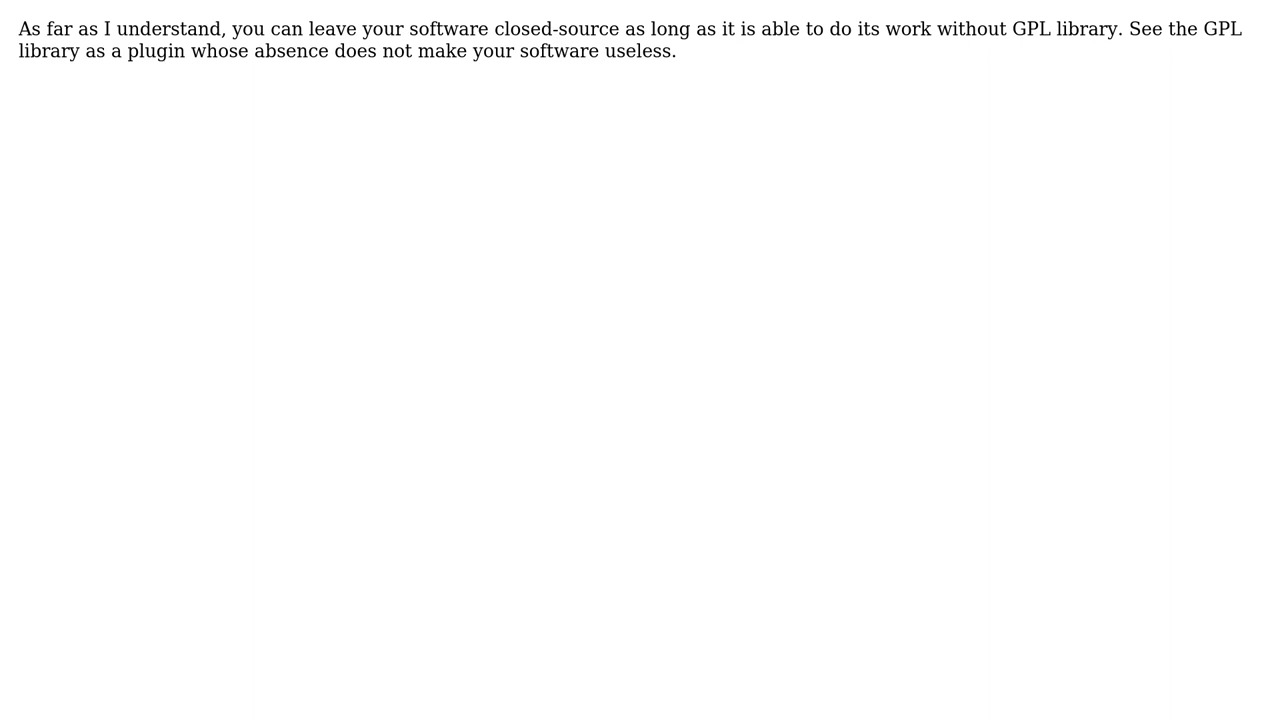 As far as I understand, you can leave your software closed-source as long as it is able to do its work without GPL library. See the GPL
library as a plugin whose absence does not make your software useless.